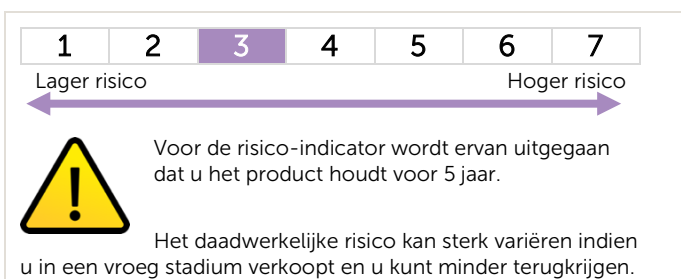 1 2 3 4 5 6 7
Lager risico Hoger risico
Voor de risico-indicator wordt ervan uitgegaan
dat u het product houdt voor 5 jaar.
Het daadwerkelijke risico kan sterk variëren indien
u in een vroeg stadium verkoopt en u kunt minder terugkrijgen.